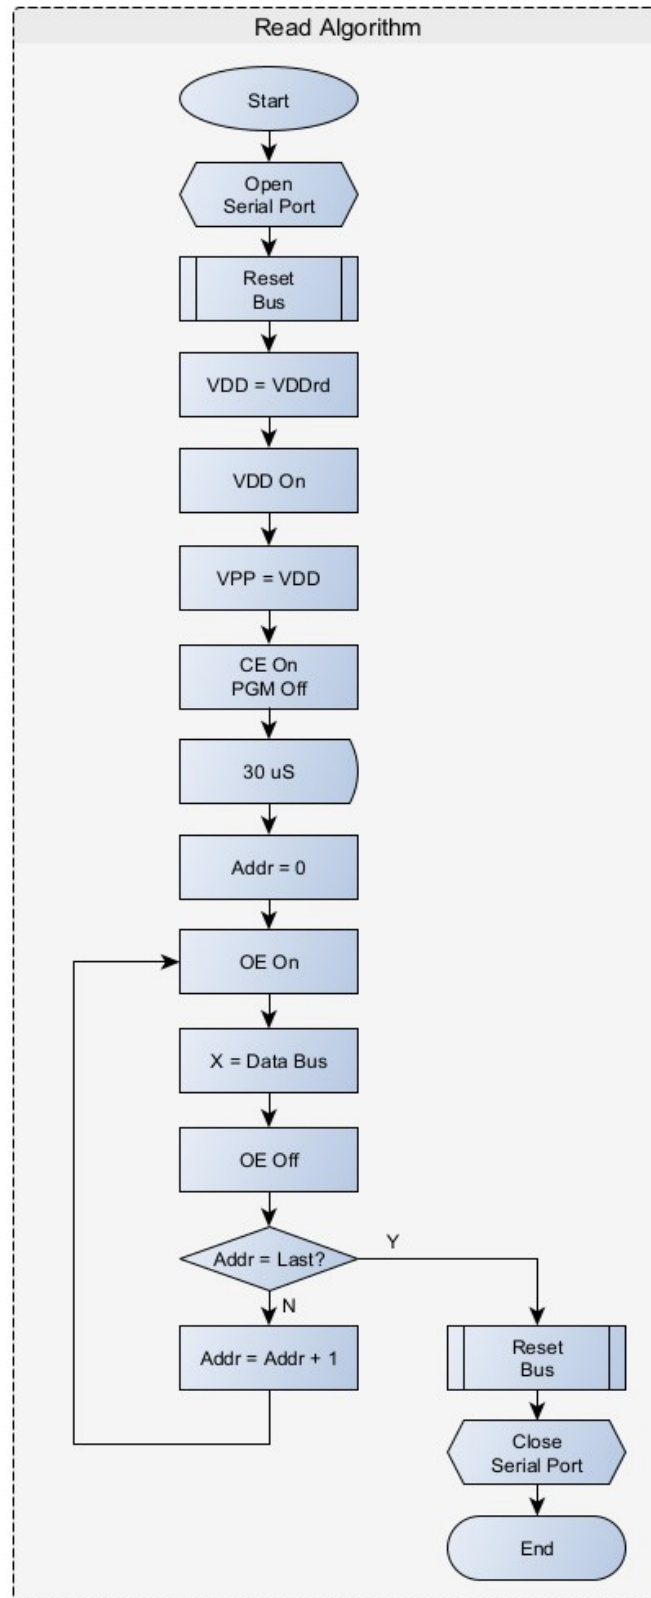 Read Algorithm
Start
Open
Serial Port
Reset
Bus
VDD = VDDrd
VDD On
VPP = VDD
CE On
PGM Off
30 uS
Addr = 0
OE On
X = Data Bus
OE Off
Addr = Last?
Y
N
Addr = Addr + 1
Reset
Bus
Close
Serial Port
End